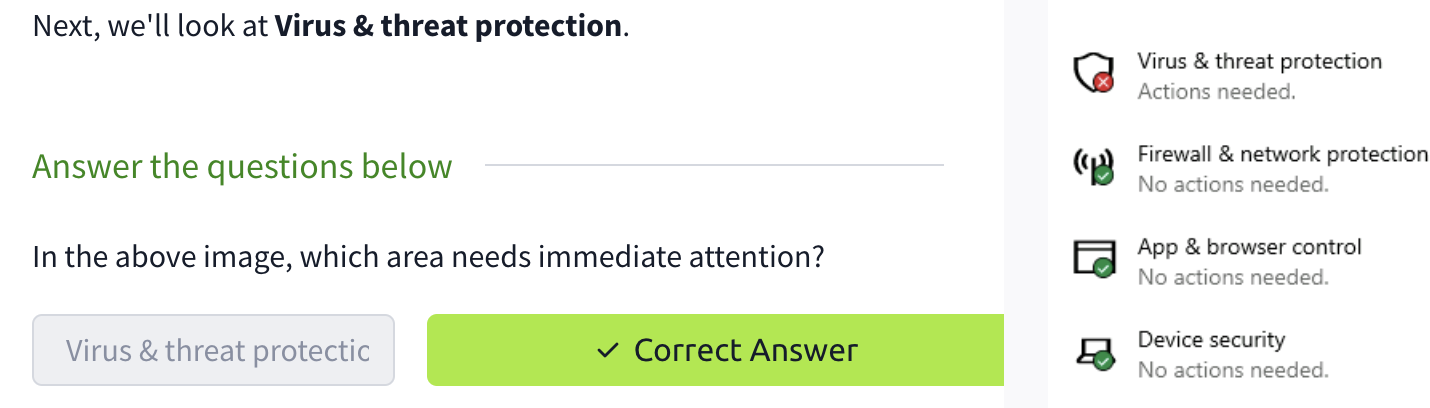 Next, we'll look at Virus & threat protection.
Answer the questions below
In the above image, which area needs immediate attention?
Virus & threat protectic
✓ Correct Answer
Virus & threat protection
Actions needed.
Firewall & network protection
No actions needed.
App & browser control
No actions needed.
Device security
No actions needed.